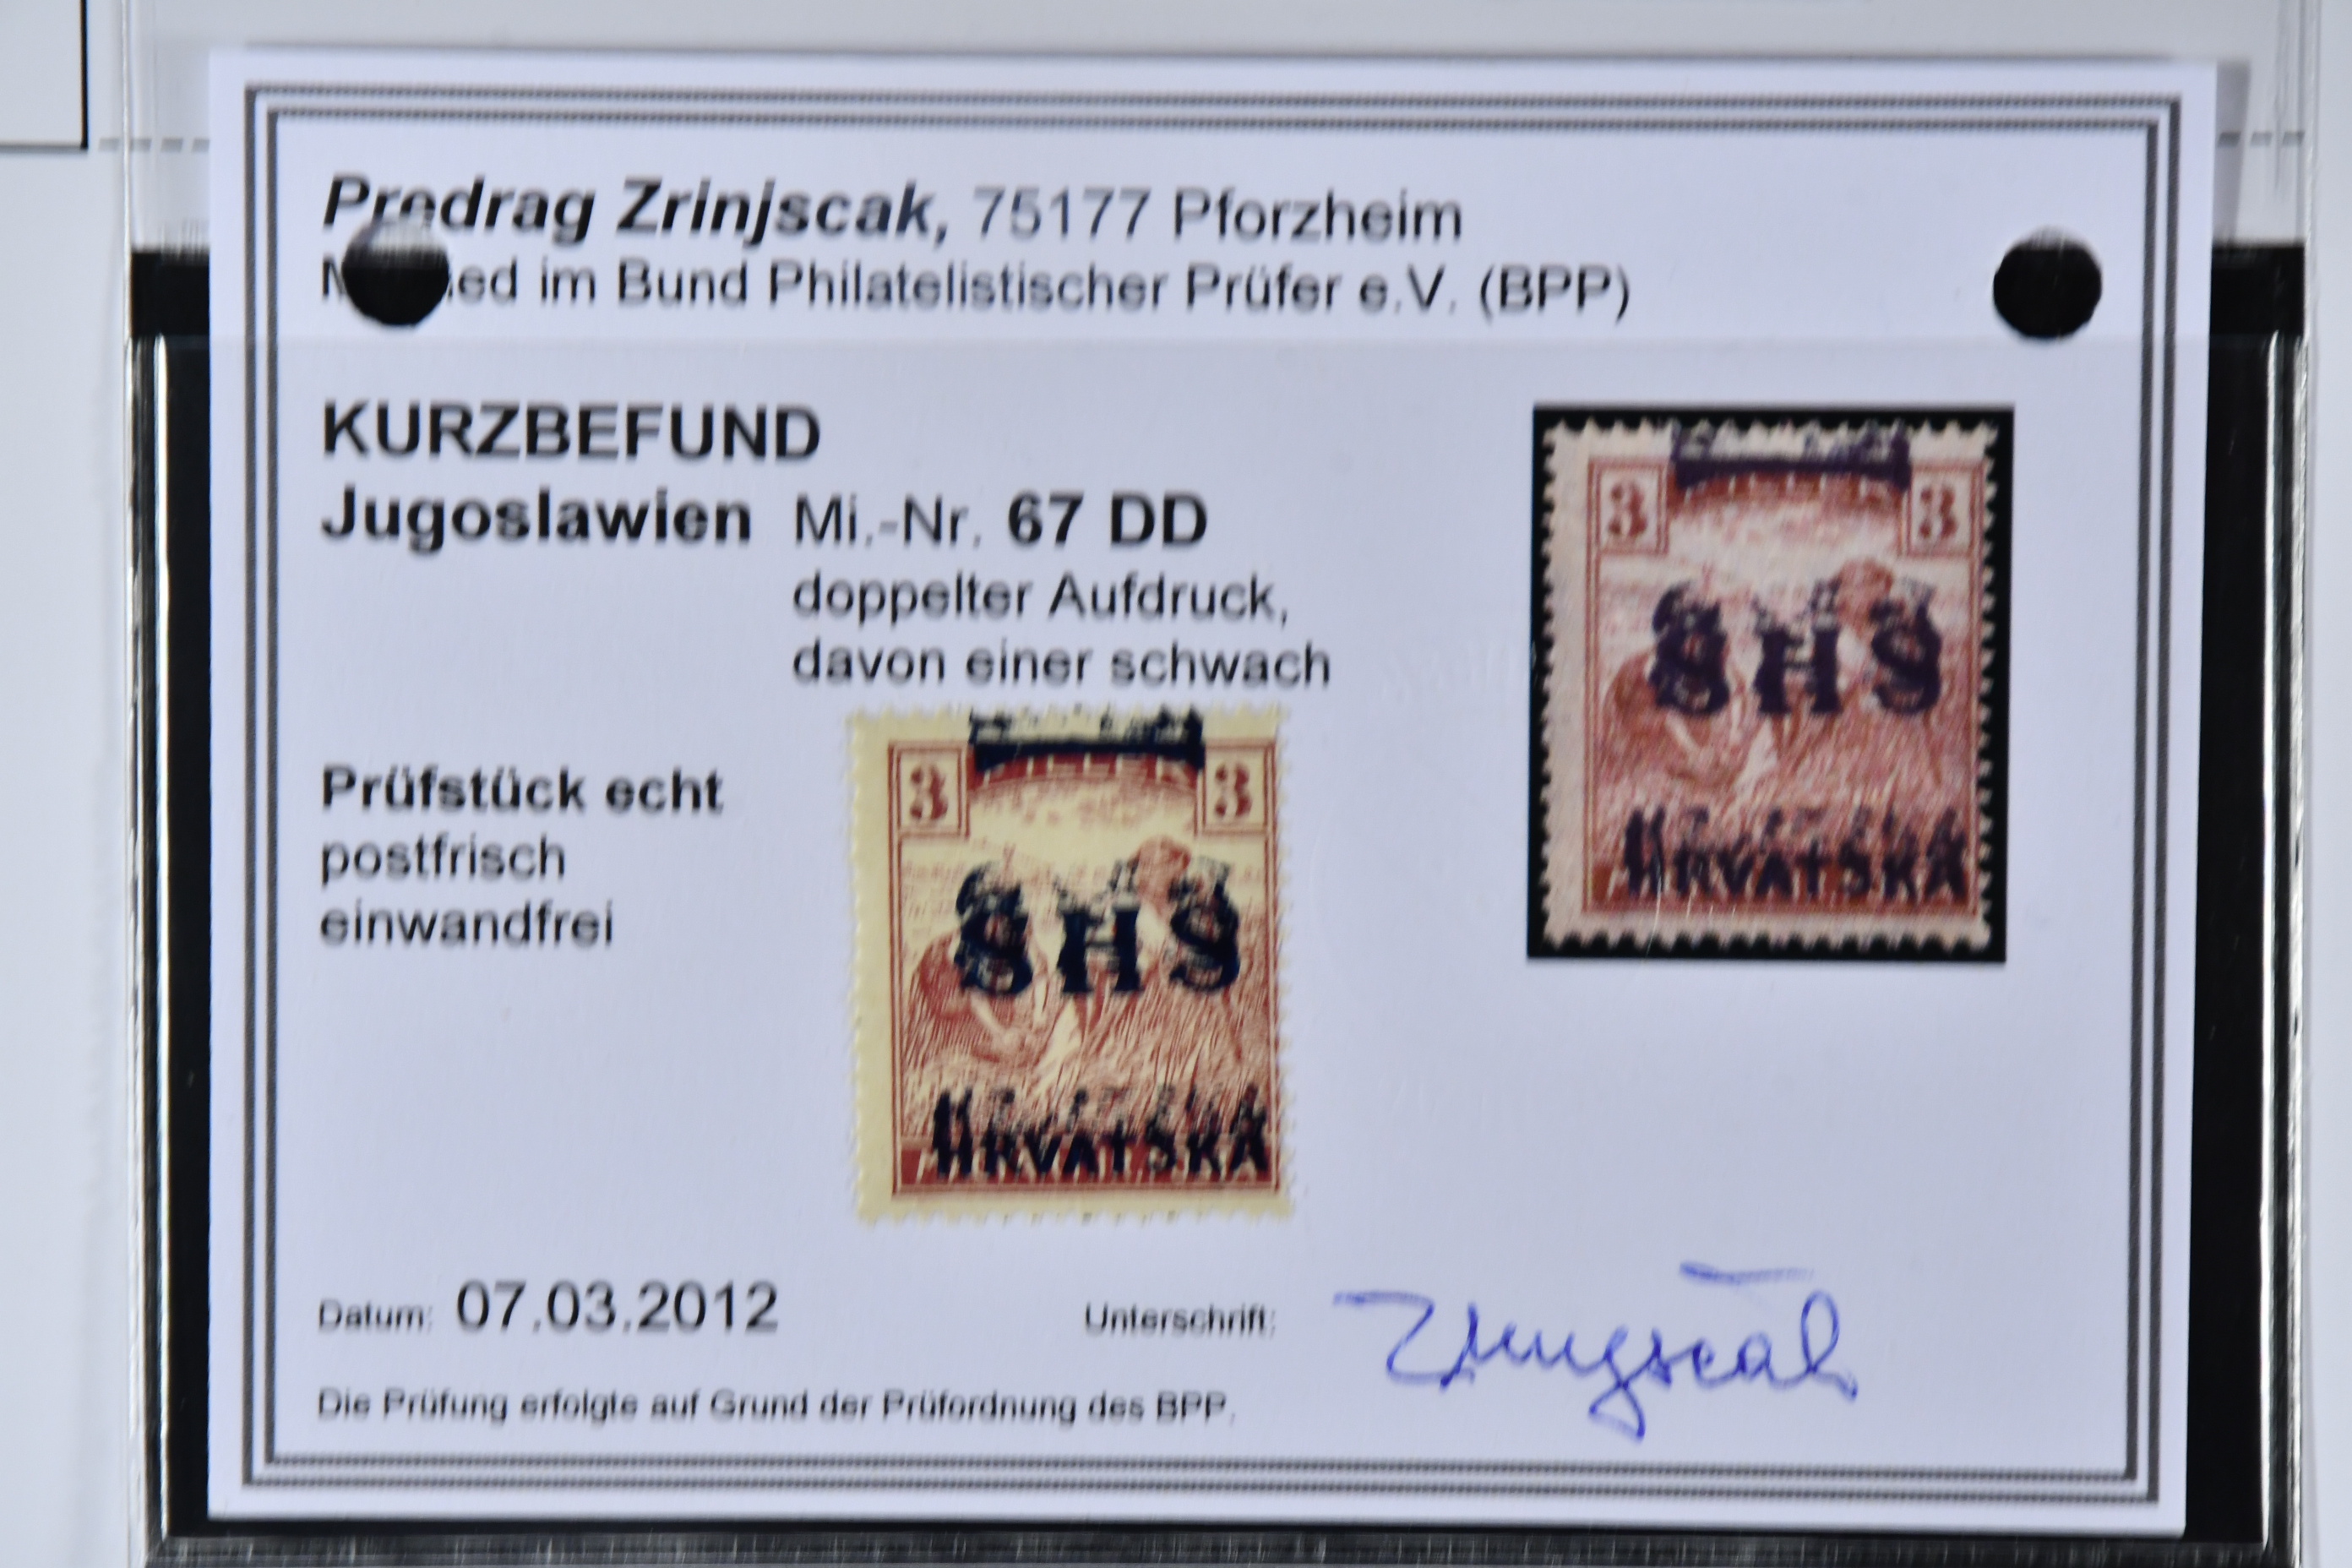 Predrag Zrinjscak, 75177 Pforzheim
im Bund Philatelistischer Prüfer e.V. (BPP)
KURZBEFUND
Jugoslawien Mi.-Nr. 67 DD
doppelter Aufdruck,
davon einer schwach
Prüfstück echt
postfrisch
einwandfrei
3 3
SHS
HRVATSKA
3 3
SHS
HRVATSKA
Datum: 07.03.2012 Unterschrift:
Die Prüfung erfolgte auf Grund der Prüfordnung des BPP.